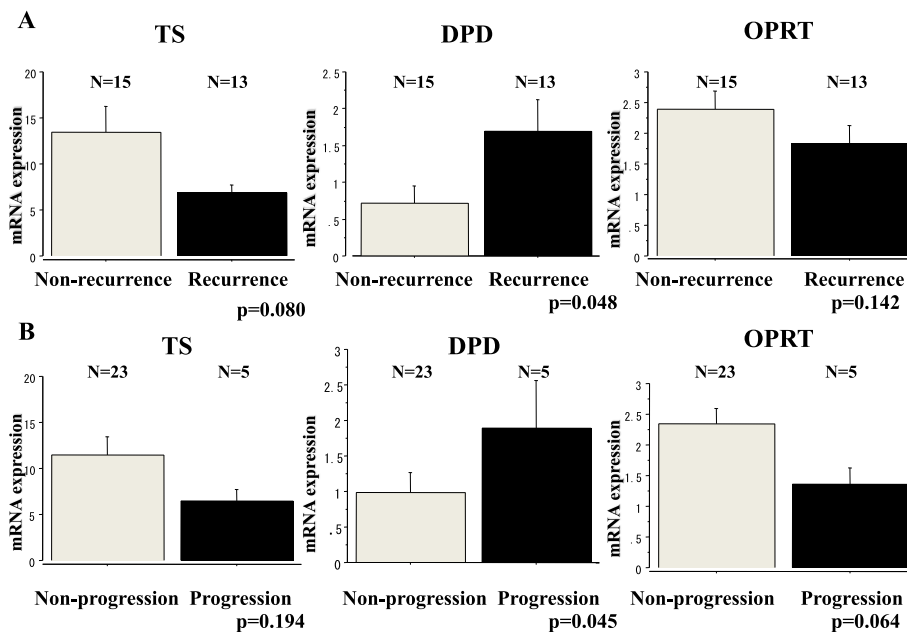 A
TS DPD OPRT
N=15 N=13 N=15 N=13 N=15 N=13
mRNA expression
20
15
10
5
0
mRNA expression
2.5
2
1.5
1
.5
0
mRNA expression
3
2.5
2
1.5
1
.5
0
Non-recurrence Recurrence Non-recurrence Recurrence Non-recurrence Recurrence
p=0.080 p=0.048 p=0.142
B
TS DPD OPRT
N=23 N=5 N=23 N=5 N=23 N=5
mRNA expression
20
15
10
5
0
mRNA expression
3
2.5
2
1.5
1
.5
0
mRNA expression
3
2.5
2
1.5
1
.5
0
Non-progression Progression Non-progression Progression Non-progression Progression
p=0.194 p=0.045 p=0.064